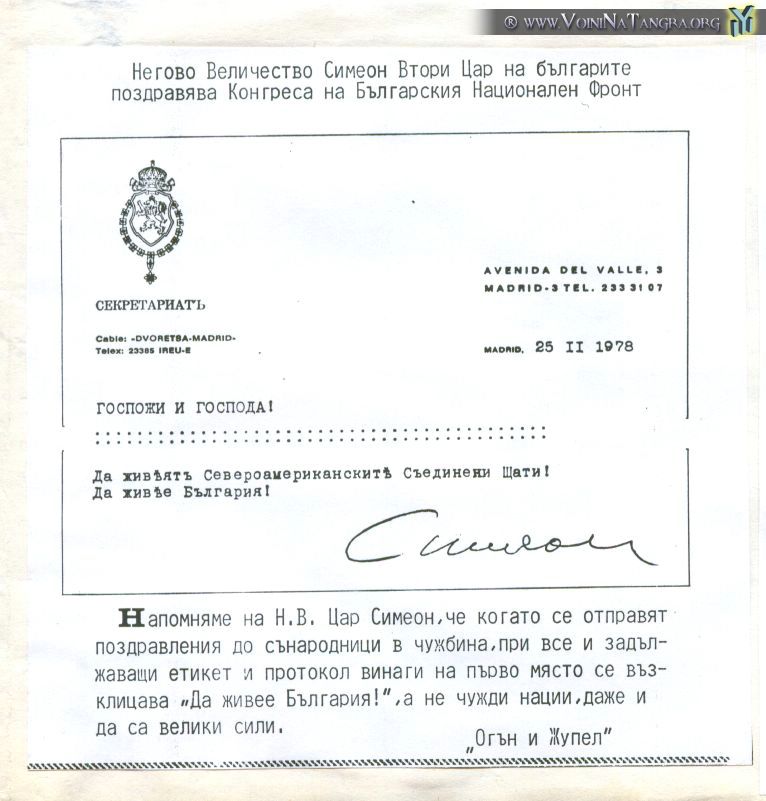 ® www.VoiniNaTangra.org
Негово Величество Симеон Втори Цар на българите
поздравява Конгреса на Българския Национален Фронт
СЕКРЕТАРИАТЪ
Cable: -DVORETSA-MADRID-
Telex: 23385 IREU-E
AVENIDA DEL VALLE, 3
MADRID-3 TEL. 233 31 07
MADRID, 25 II 1978
ГОСПОЖИ И ГОСПОДА!
Да живѣятъ Североамериканскитѣ Съединени Щати!
Да живѣе България!
Симеон
Напомняме на Н.В. Цар Симеон, че когато се отправят
поздравления до сънародници в чужбина, при все и задъл-
жаващи етикет и протокол винаги на първо място се въз-
клицава „Да живее България!", а не чужди нации, даже и
да са велики сили.
„Огън и Жупел"